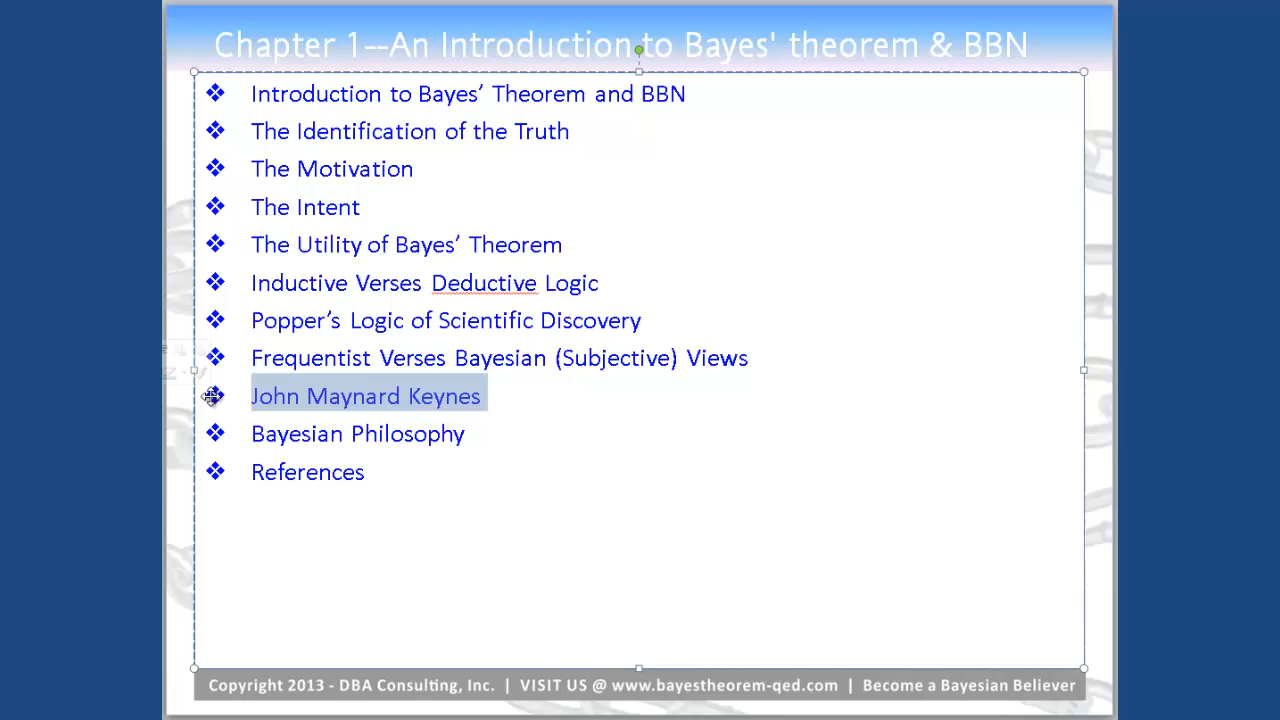 Chapter 1--An Introduction to Bayes' theorem & BBN
❖ Introduction to Bayes’ Theorem and BBN
❖ The Identification of the Truth
❖ The Motivation
❖ The Intent
❖ The Utility of Bayes’ Theorem
❖ Inductive Verses Deductive Logic
❖ Popper’s Logic of Scientific Discovery
❖ Frequentist Verses Bayesian (Subjective) Views
❖ John Maynard Keynes
❖ Bayesian Philosophy
❖ References
Copyright 2013 - DBA Consulting, Inc. | VISIT US @ www.bayestheorem-qed.com | Become a Bayesian Believer